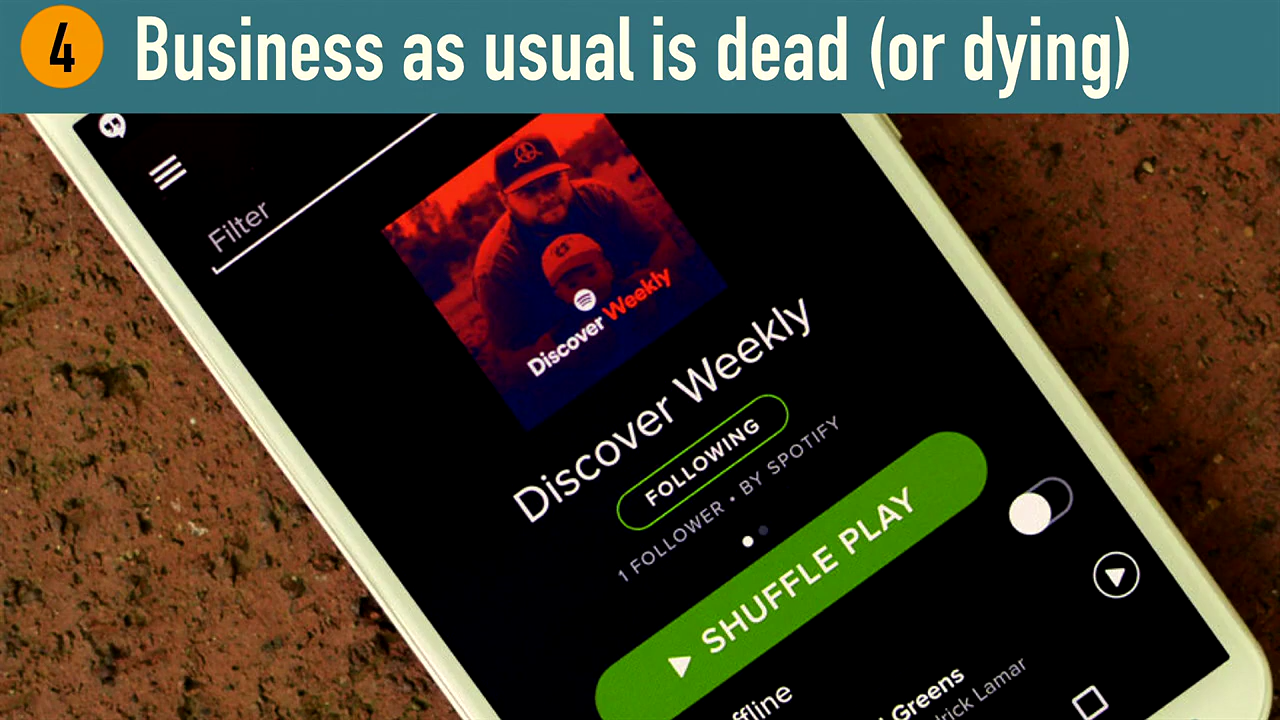 4 Business as usual is dead (or dying)
Filter
Discover Weekly
Discover Weekly
FOLLOWING
1 FOLLOWER • BY SPOTIFY
SHUFFLE PLAY
Greens
Lamar